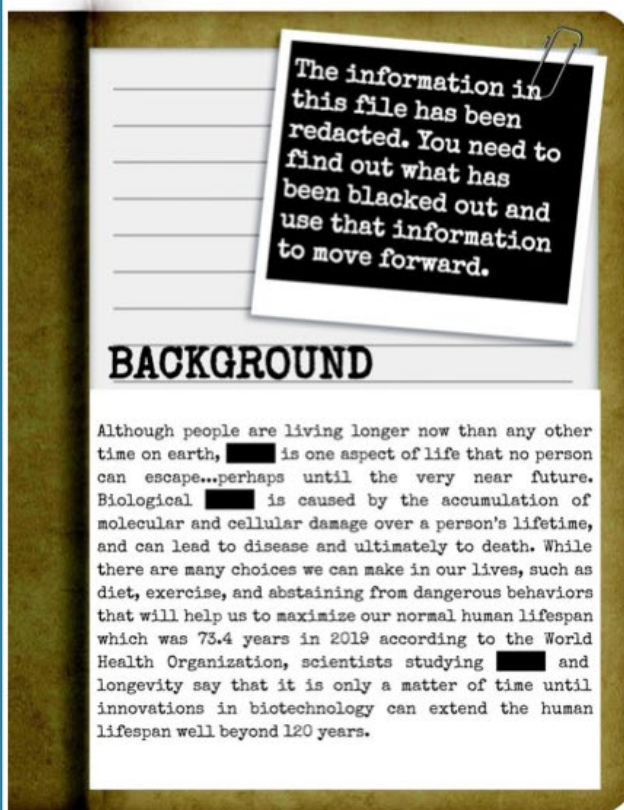 The information in
this file has been
redacted. You need to
find out what has
been blacked out and
use that information
to move forward.
BACKGROUND
Although people are living longer now than any other
time on earth, is one aspect of life that no person
can escape...perhaps until the very near future.
Biological is caused by the accumulation of
molecular and cellular damage over a person's lifetime,
and can lead to disease and ultimately to death. While
there are many choices we can make in our lives, such as
diet, exercise, and abstaining from dangerous behaviors
that will help us to maximize our normal human lifespan
which was 73.4 years in 2019 according to the World
Health Organization, scientists studying and
longevity say that it is only a matter of time until
innovations in biotechnology can extend the human
lifespan well beyond 120 years.